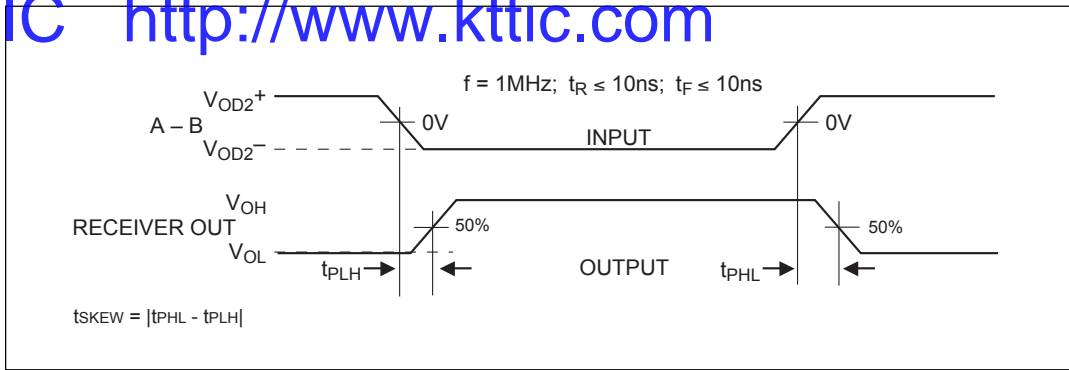 IC http://www.kttic.com
f = 1MHz; tR ≤ 10ns; tF ≤ 10ns
VOD2+
A – B
0V
0V
VOD2–
INPUT
VOH
RECEIVER OUT
50%
50%
VOL
tPLH
OUTPUT
tPHL
tSKEW = |tPHL - tPLH|